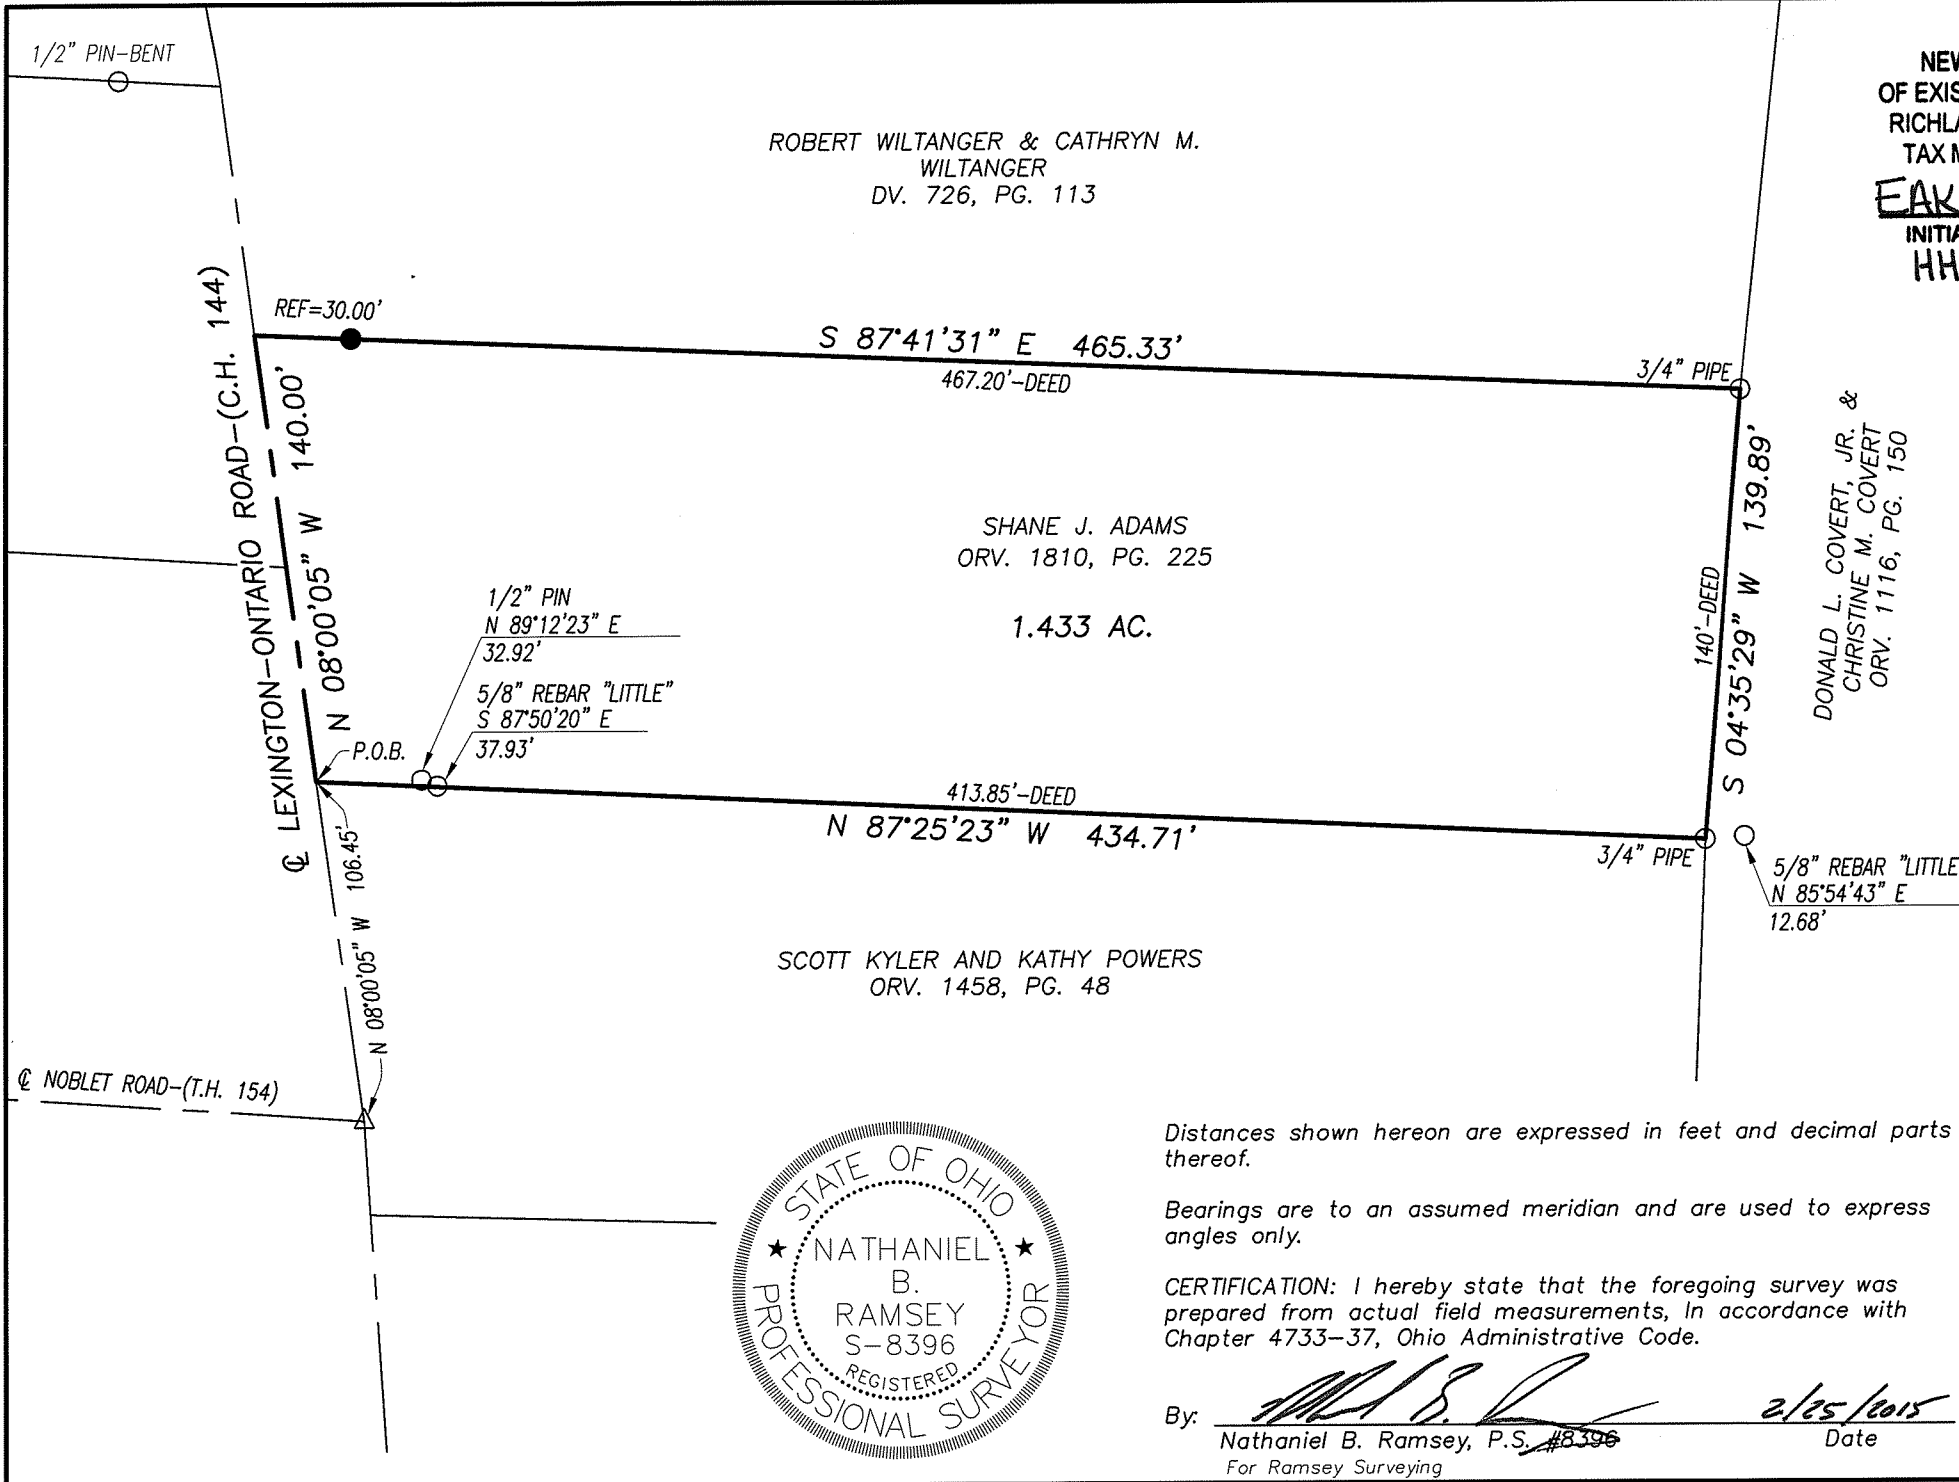 1/2" PIN-BENT
NEW
OF EXIS
RICHLA
TAX M
EAK
INITIA
HH
ROBERT WILTANGER & CATHRYN M.
WILTANGER
DV. 726, PG. 113
REF=30.00'
S 87°41'31" E 465.33'
467.20'-DEED
3/4" PIPE
℄ LEXINGTON-ONTARIO ROAD-(C.H. 144)
N 08°00'05" W 140.00'
SHANE J. ADAMS
ORV. 1810, PG. 225
1.433 AC.
140'-DEED
S 04°35'29" W 139.89'
DONALD L. COVERT, JR. &
CHRISTINE M. COVERT
ORV. 1116, PG. 150
1/2" PIN
N 89°12'23" E
32.92'
5/8" REBAR "LITTLE"
S 87°50'20" E
37.93'
P.O.B.
413.85'-DEED
N 87°25'23" W 434.71'
3/4" PIPE
5/8" REBAR "LITTLE
N 85°54'43" E
12.68'
N 08°00'05" W 106.45'
SCOTT KYLER AND KATHY POWERS
ORV. 1458, PG. 48
℄ NOBLET ROAD-(T.H. 154)
STATE OF OHIO
NATHANIEL
B.
RAMSEY
S-8396
REGISTERED
PROFESSIONAL SURVEYOR
Distances shown hereon are expressed in feet and decimal parts
thereof.
Bearings are to an assumed meridian and are used to express
angles only.
CERTIFICATION: I hereby state that the foregoing survey was
prepared from actual field measurements, In accordance with
Chapter 4733-37, Ohio Administrative Code.
By:
2/25/2015
Nathaniel B. Ramsey, P.S. #8396
Date
For Ramsey Surveying